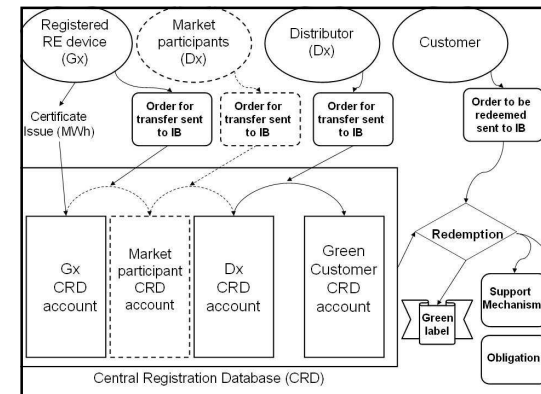 Registered
RE device
(Gx)
Market
participants
(Dx)
Distributor
(Dx)
Customer
Certificate
Issue (MWh)
Order for
transfer sent
to IB
Order for
transfer sent
to IB
Order for
transfer sent
to IB
Order to be
redeemed
sent to IB
Gx
CRD
account
Market
participant
CRD
account
Dx
CRD
account
Green
Customer
CRD
account
Redemption
Green
label
Support
Mechanism
Obligation
Central Registration Database (CRD)